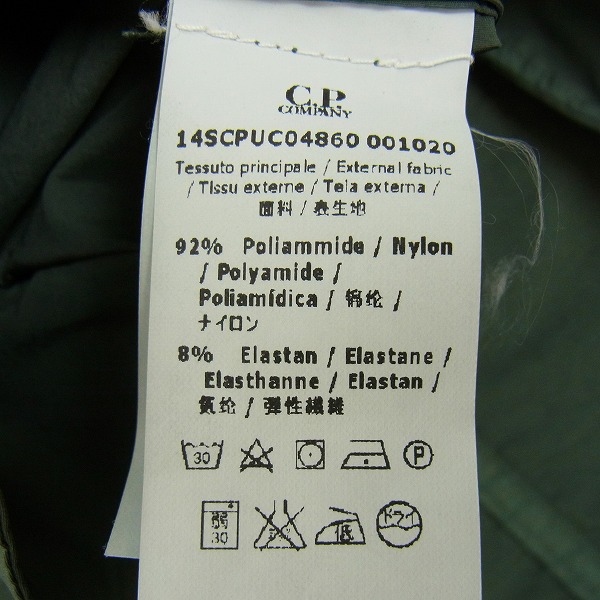 C.P.
COMPANY
14SCPUC04860 001020
Tessuto principale / External fabric
/ Tissu externe / Tela externa /
面料 / 表生地
92% Poliammide / Nylon
/ Polyamide /
Poliamídica / 锦纶 /
ナイロン
8% Elastan / Elastane /
Elasthanne / Elastan /
氨纶 / 弾性繊維
30 P
弱
30 ドライ